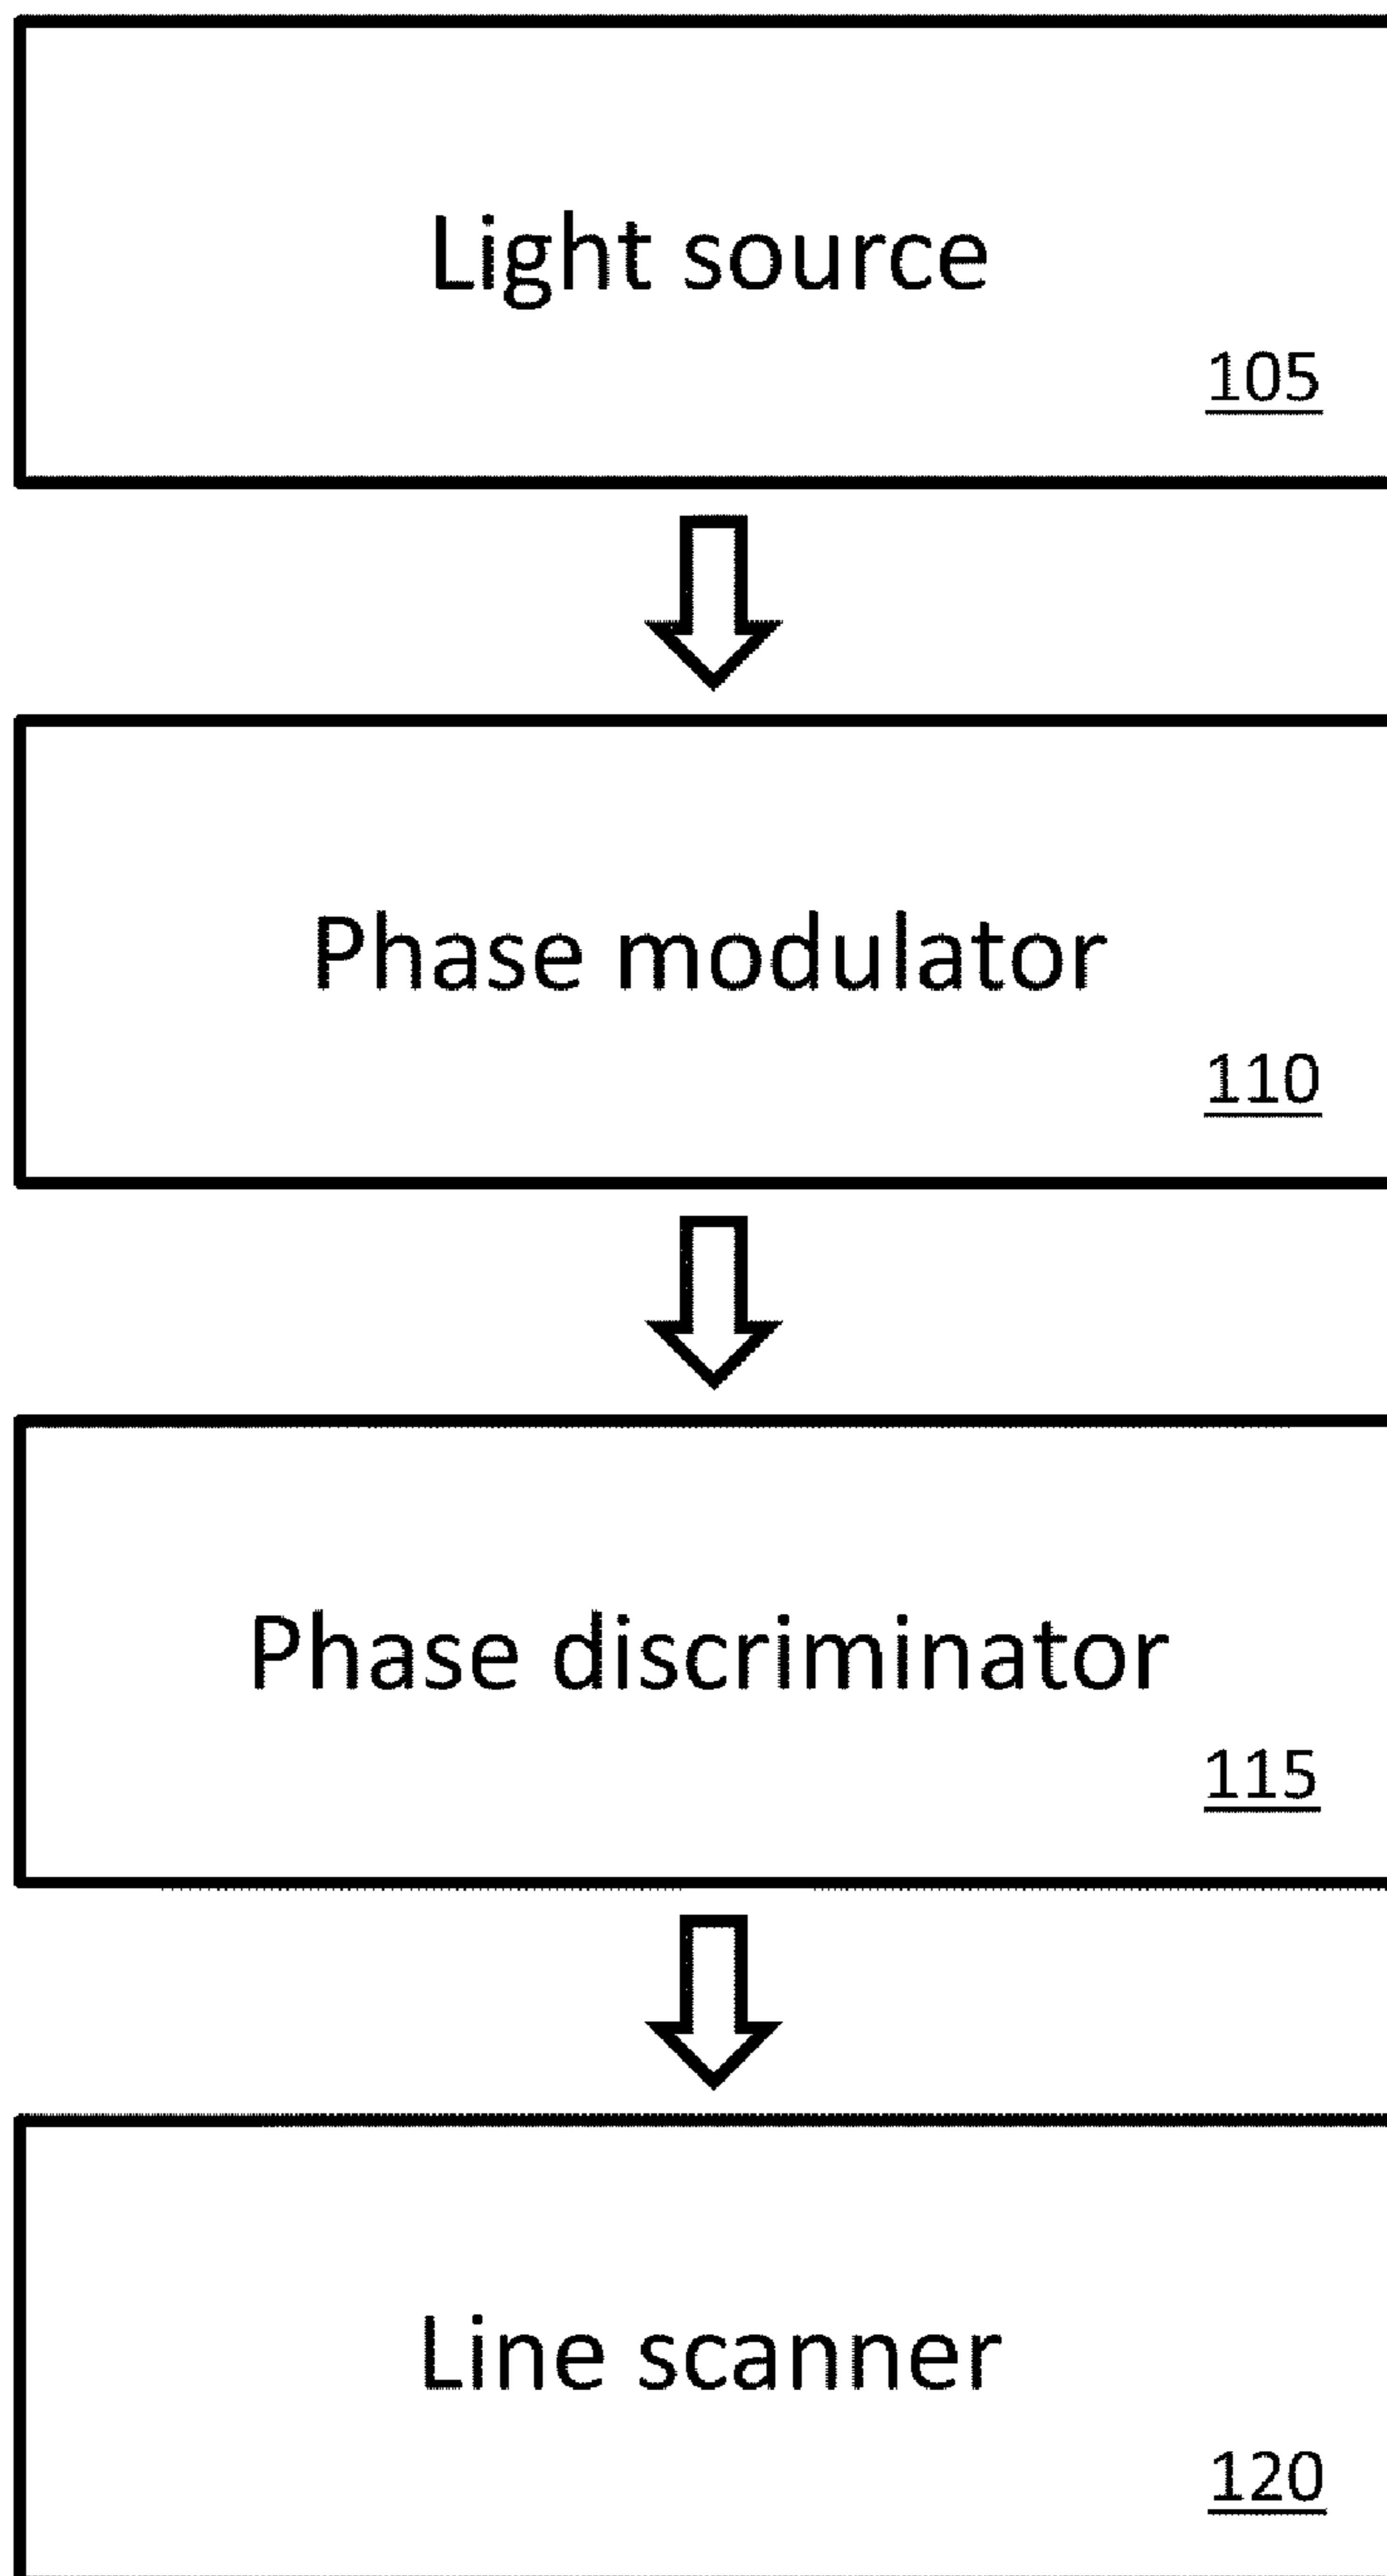 Light source
105
Phase modulator
110
Phase discriminator
115
Line scanner
120